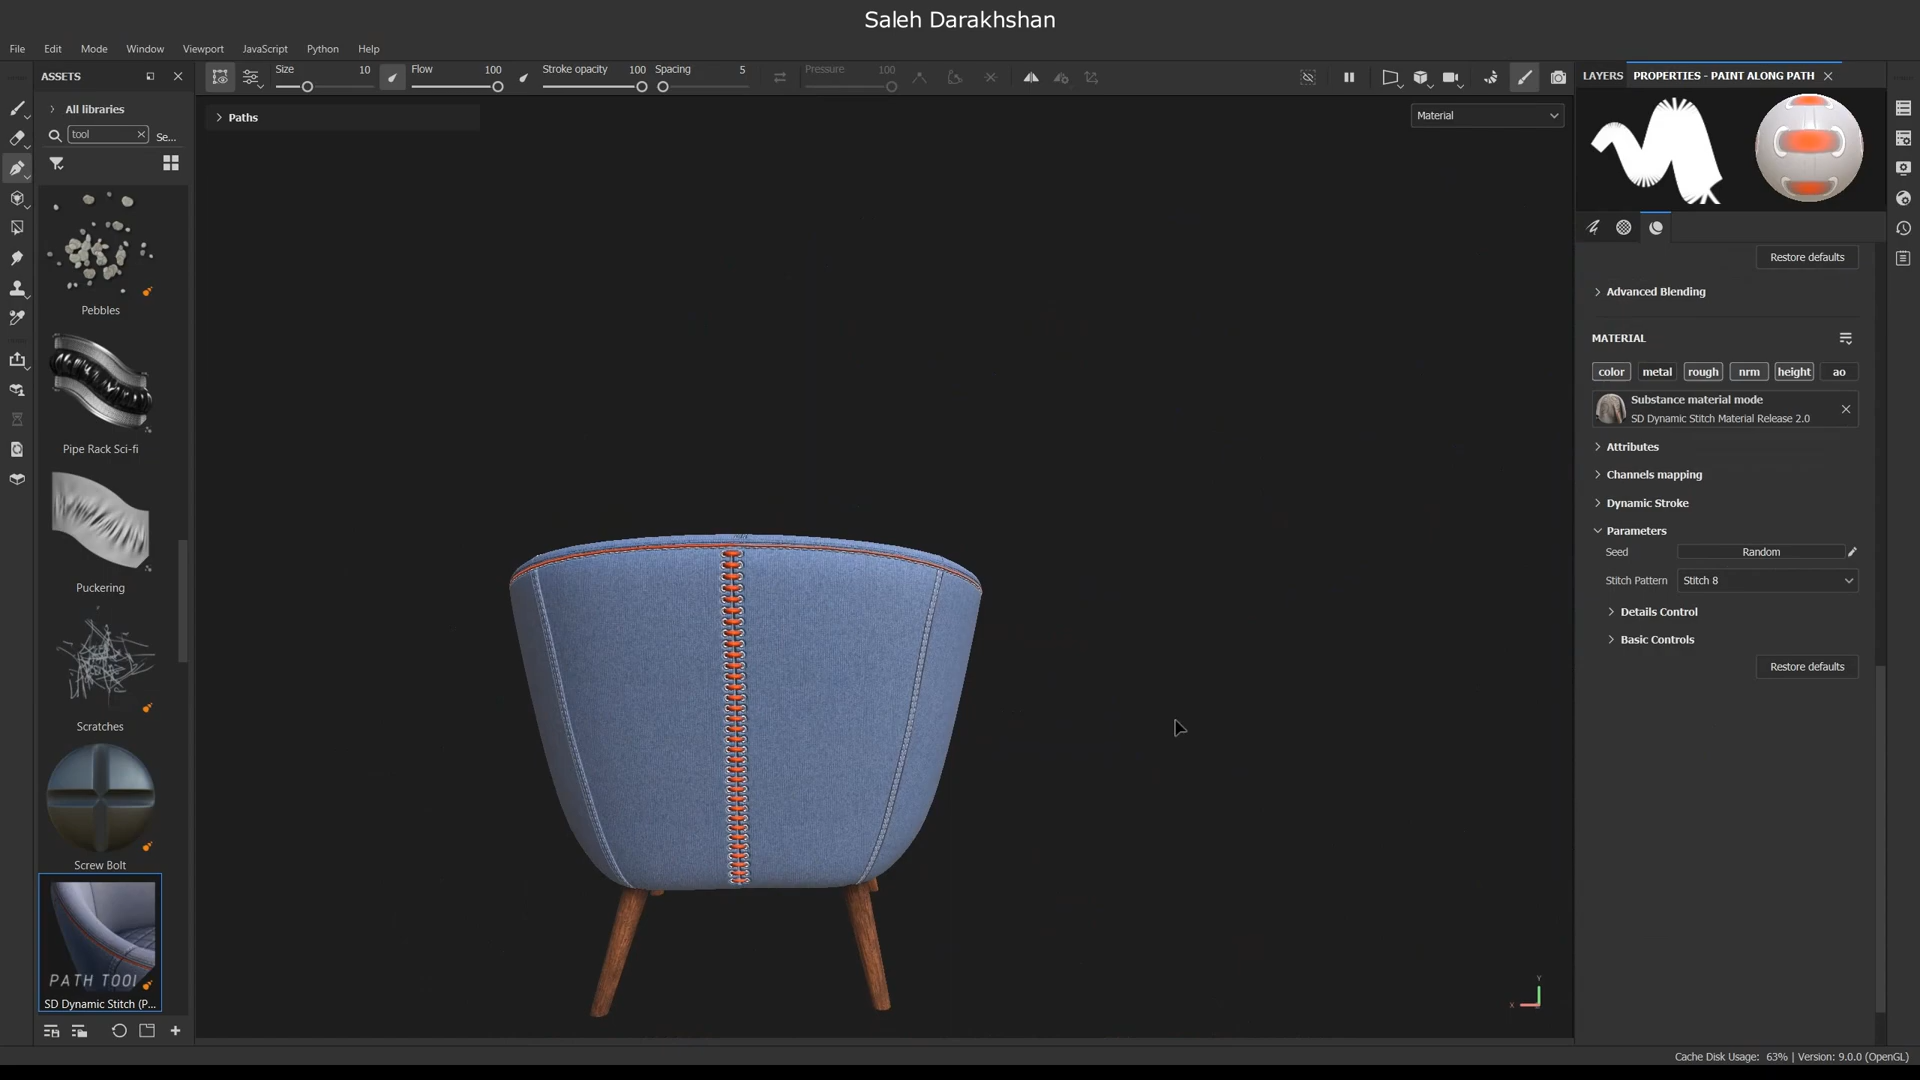 Saleh Darakhshan
File Edit Mode Window Viewport JavaScript Python Help
ASSETS
Size 10 Flow 100 Stroke opacity 100 Spacing 5 Pressure 100
LAYERS PROPERTIES - PAINT ALONG PATH
All libraries
tool Se...
Paths
Material
Pebbles
Pipe Rack Sci-fi
Puckering
Scratches
Screw Bolt
PATH TOOL
SD Dynamic Stitch (P...
Restore defaults
Advanced Blending
MATERIAL
color metal rough nrm height ao
Substance material mode
SD Dynamic Stitch Material Release 2.0
Attributes
Channels mapping
Dynamic Stroke
Parameters
Seed Random
Stitch Pattern Stitch 8
Details Control
Basic Controls
Restore defaults
Y
X
Cache Disk Usage: 63% | Version: 9.0.0 (OpenGL)